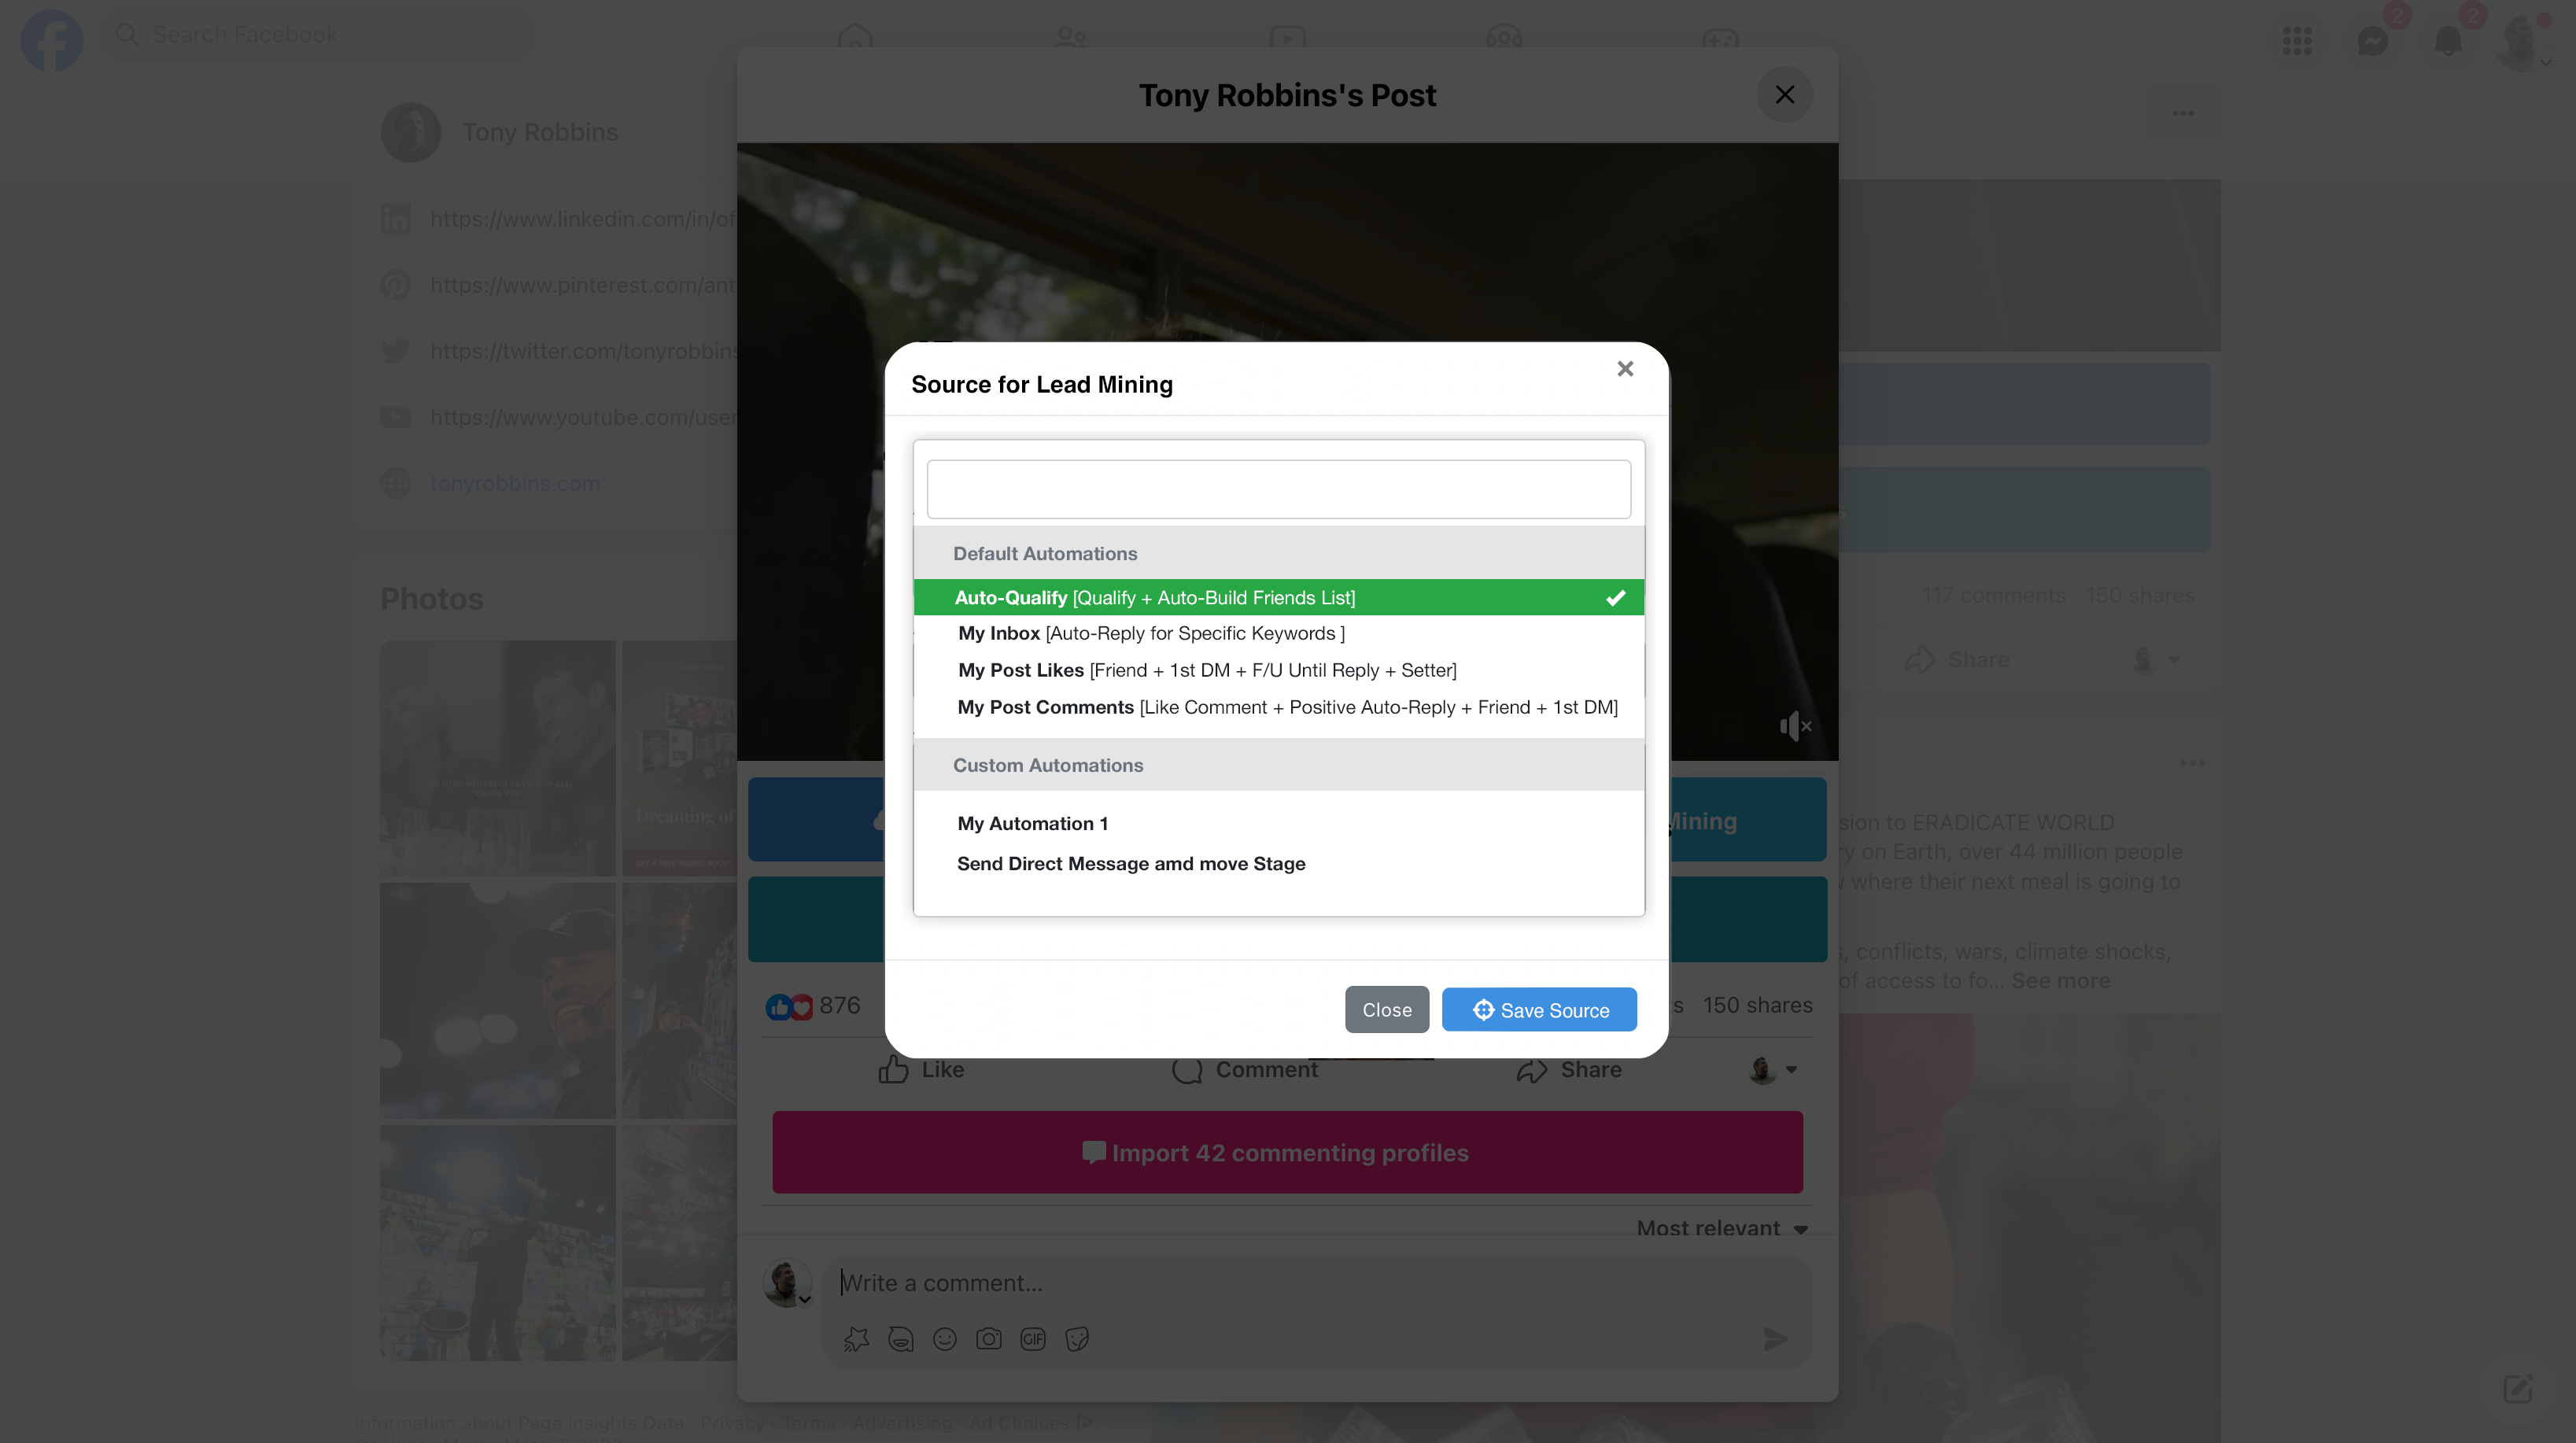 Search Facebook
2
2
Tony Robbins's Post
Tony Robbins
https://www.linkedin.com/in/of
https://www.pinterest.com/ant
https://twitter.com/tonyrobbins
https://www.youtube.com/user
tonyrobbins.com
Photos
Dreaming of
Source for Lead Mining
Default Automations
Auto-Qualify [Qualify + Auto-Build Friends List]
My Inbox [Auto-Reply for Specific Keywords ]
My Post Likes [Friend + 1st DM + F/U Until Reply + Setter]
My Post Comments [Like Comment + Positive Auto-Reply + Friend + 1st DM]
Custom Automations
My Automation 1
Send Direct Message amd move Stage
Close
Save Source
Mining
876
s 150 shares
Like
Comment
Share
Import 42 commenting profiles
Most relevant
Write a comment...
GIF
117 comments 150 shares
Share
sion to ERADICATE WORLD
ry on Earth, over 44 million people
w where their next meal is going to
s, conflicts, wars, climate shocks,
of access to fo... See more
Information about Page Insights Data · Privacy · Terms · Advertising · Ad Choices